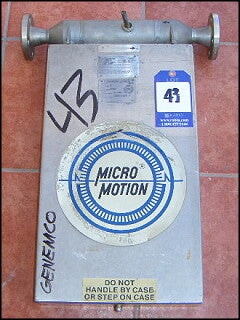 43
LOT
43
MICRO
MOTION
GENEMCO
DO NOT
HANDLE BY CASE
OR STEP ON CASE